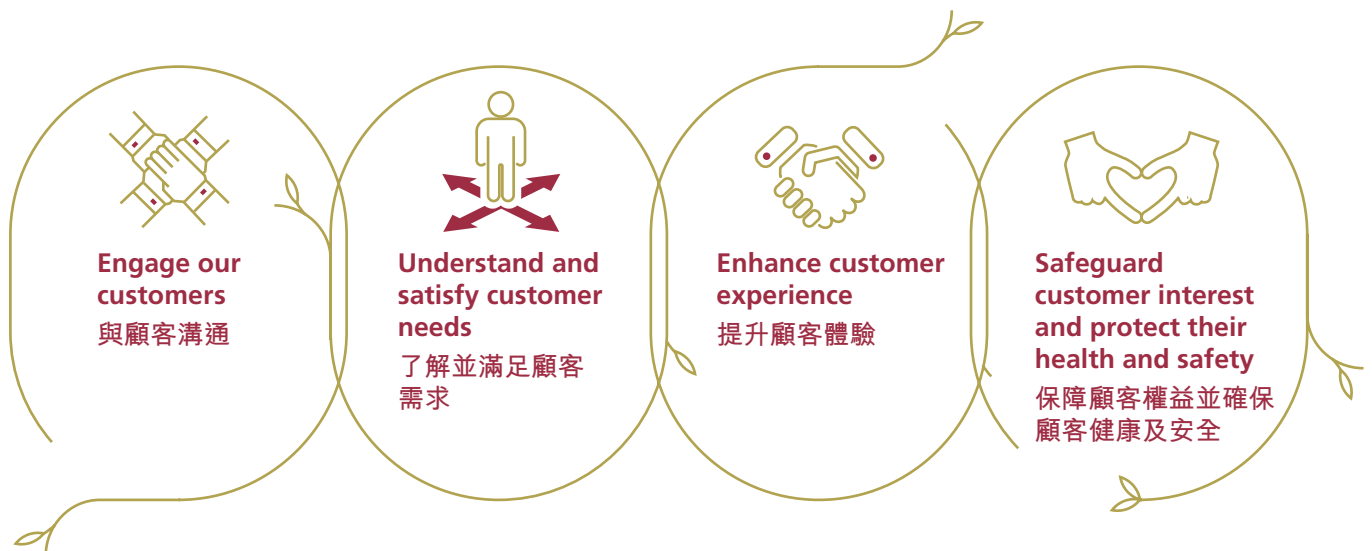 Engage our
customers
與顧客溝通
Understand and
satisfy customer
needs
了解並滿足顧客
需求
Enhance customer
experience
提升顧客體驗
Safeguard
customer interest
and protect their
health and safety
保障顧客權益並確保
顧客健康及安全